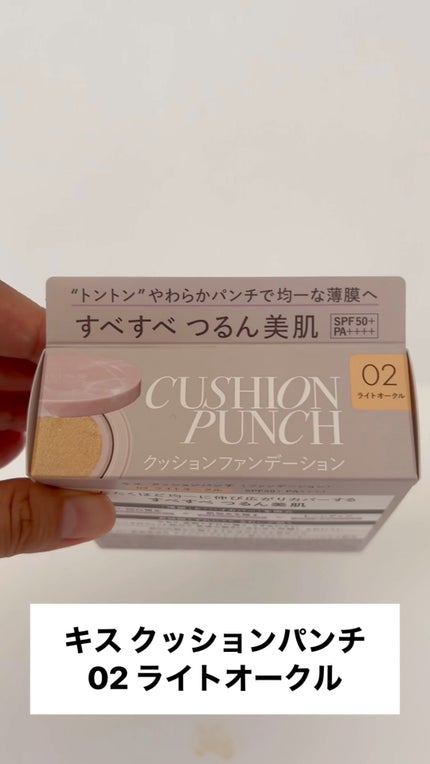 “トントン”やわらかパンチで均一な薄膜へ
すべすべ つるん美肌
SPF50+
PA++++
02
ライトオークル
CUSHION
PUNCH
クッションファンデーション
すべすべ つるん美肌
キス クッションパンチ
02 ライトオークル